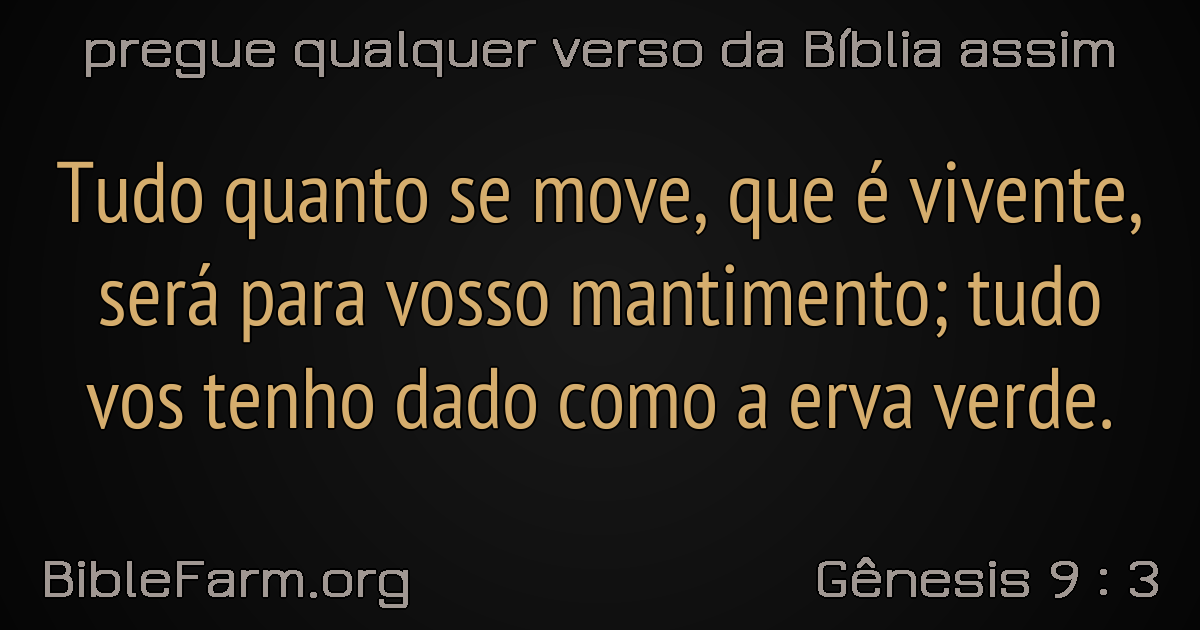 pregue qualquer verso da Bíblia assim
Tudo quanto se move, que é vivente,
será para vosso mantimento; tudo
vos tenho dado como a erva verde.
BibleFarm.org
Gênesis 9 : 3